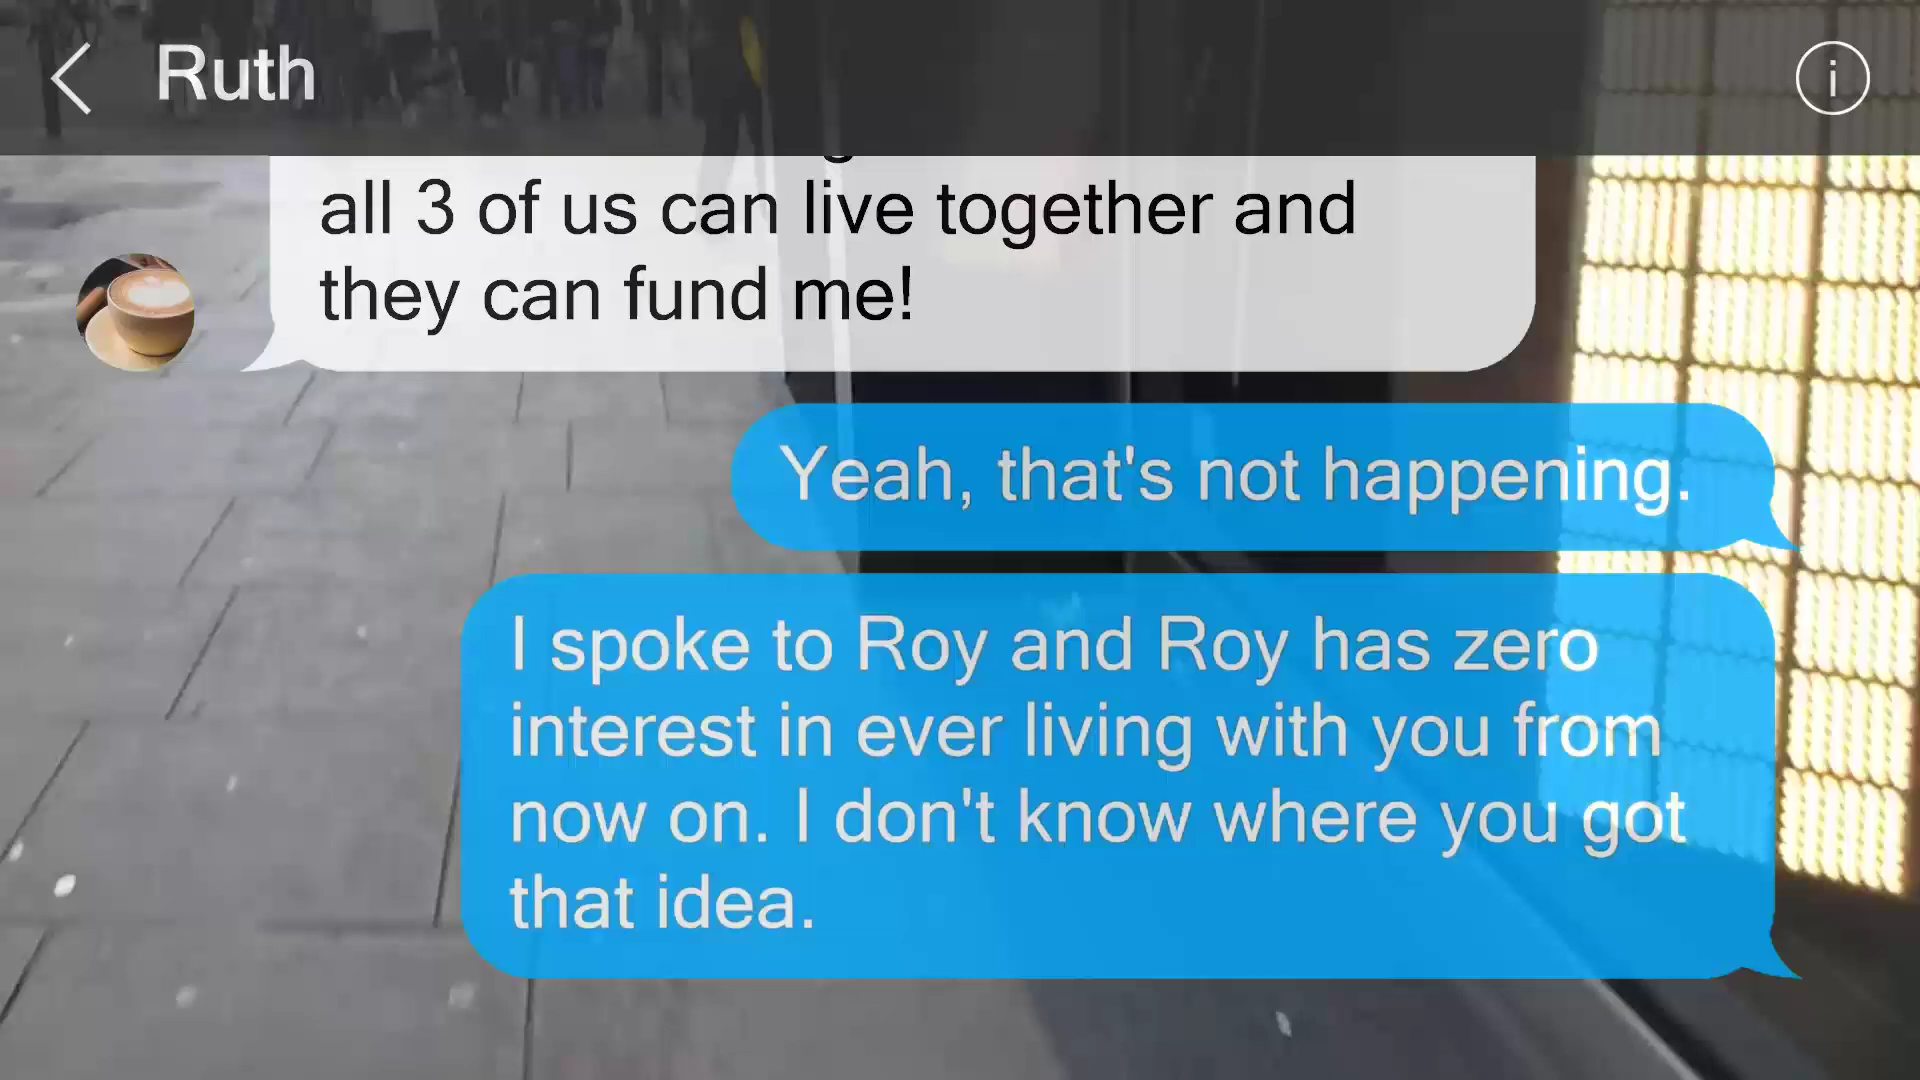 Ruth
all 3 of us can live together and
they can fund me!
Yeah, that's not happening.
I spoke to Roy and Roy has zero
interest in ever living with you from
now on. I don't know where you got
that idea.